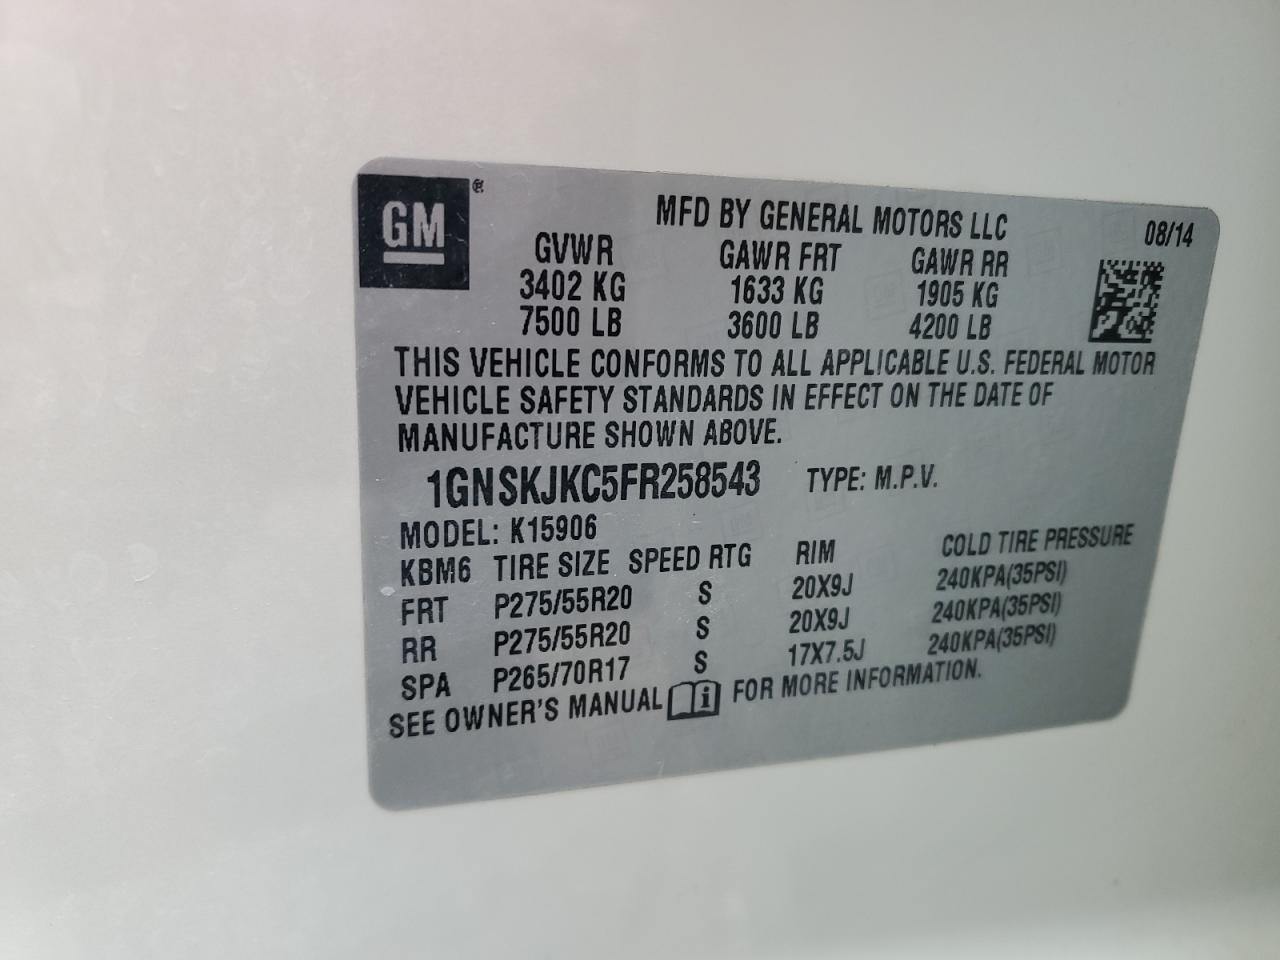 GM ®
MFD BY GENERAL MOTORS LLC 08/14
GVWR GAWR FRT GAWR RR
3402 KG 1633 KG 1905 KG
7500 LB 3600 LB 4200 LB
THIS VEHICLE CONFORMS TO ALL APPLICABLE U.S. FEDERAL MOTOR
VEHICLE SAFETY STANDARDS IN EFFECT ON THE DATE OF
MANUFACTURE SHOWN ABOVE.
1GNSKJKC5FR258543 TYPE: M.P.V.
MODEL: K15906
KBM6 TIRE SIZE SPEED RTG RIM COLD TIRE PRESSURE
FRT P275/55R20 S 20X9J 240KPA(35PSI)
RR P275/55R20 S 20X9J 240KPA(35PSI)
SPA P265/70R17 S 17X7.5J 240KPA(35PSI)
SEE OWNER'S MANUAL i FOR MORE INFORMATION.